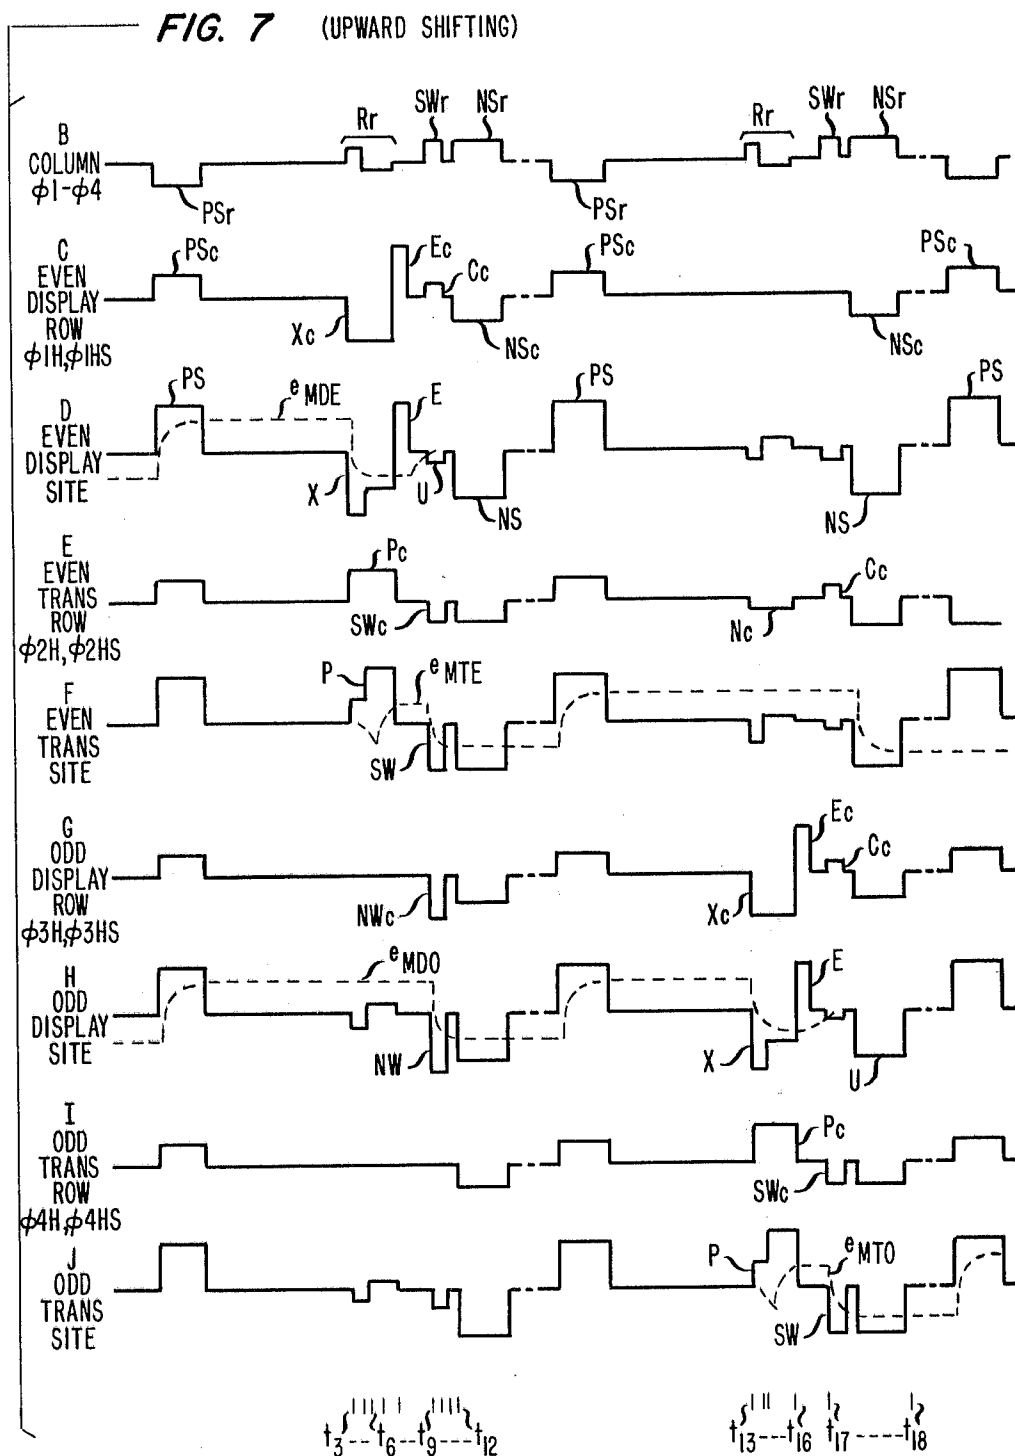 FIG. 7 (UPWARD SHIFTING)
SWr NSr SWr NSr
Rr Rr
B
COLUMN
ϕ1-ϕ4
PSr PSr
C
EVEN
DISPLAY
ROW
ϕ1H,ϕ1HS
PSc Ec Cc PSc PSc
Xc NSc NSc
D
EVEN
DISPLAY
SITE
PS eMDE E PS PS
X U NS NS
E
EVEN
TRANS
ROW
ϕ2H,ϕ2HS
Pc Cc
SWc Nc
F
EVEN
TRANS
SITE
P eMTE
SW
G
ODD
DISPLAY
ROW
ϕ3H,ϕ3HS
Ec Cc
NWc Xc
H
ODD
DISPLAY
SITE
eMDO E
NW X U
I
ODD
TRANS
ROW
ϕ4H,ϕ4HS
Pc
SWc
J
ODD
TRANS
SITE
P eMTO
SW
t3---t6---t9-----t12 t13----t16 t17------t18